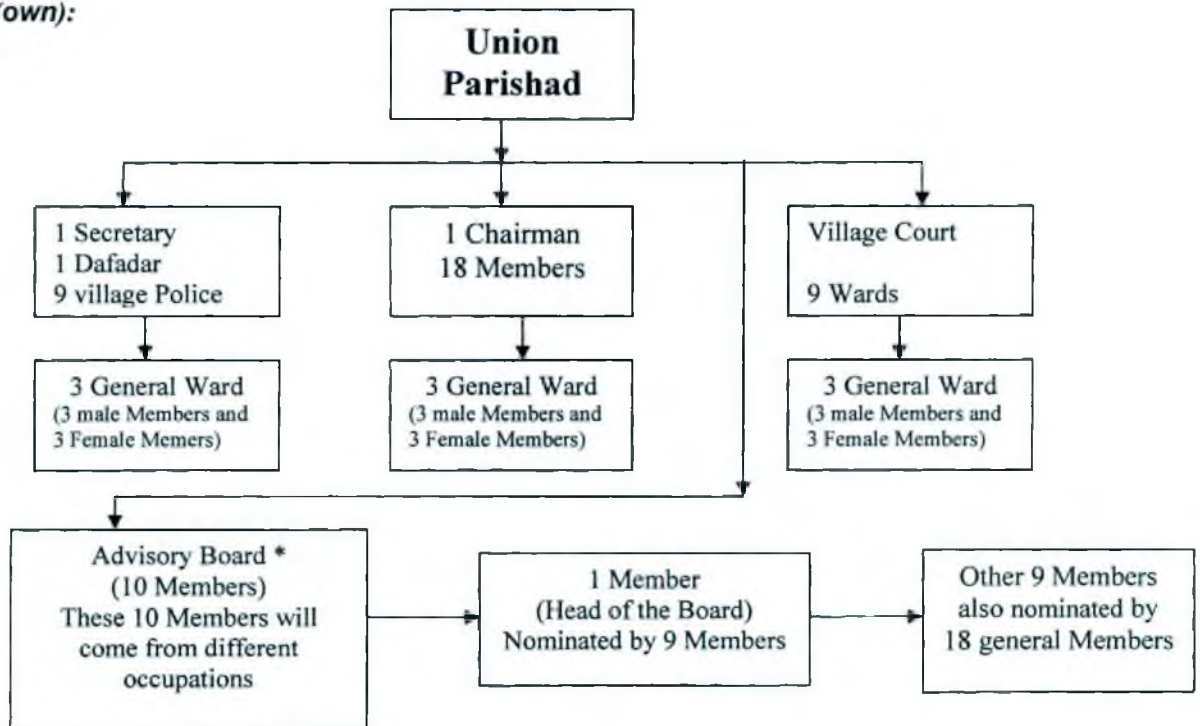 own):
Union
Parishad
1 Secretary
1 Dafadar
9 village Police
1 Chairman
18 Members
Village Court
9 Wards
3 General Ward
(3 male Members and
3 Female Memers)
3 General Ward
(3 male Members and
3 Female Members)
3 General Ward
(3 male Members and
3 Female Members)
Advisory Board *
(10 Members)
These 10 Members will
come from different
occupations
1 Member
(Head of the Board)
Nominated by 9 Members
Other 9 Members
also nominated by
18 general Members